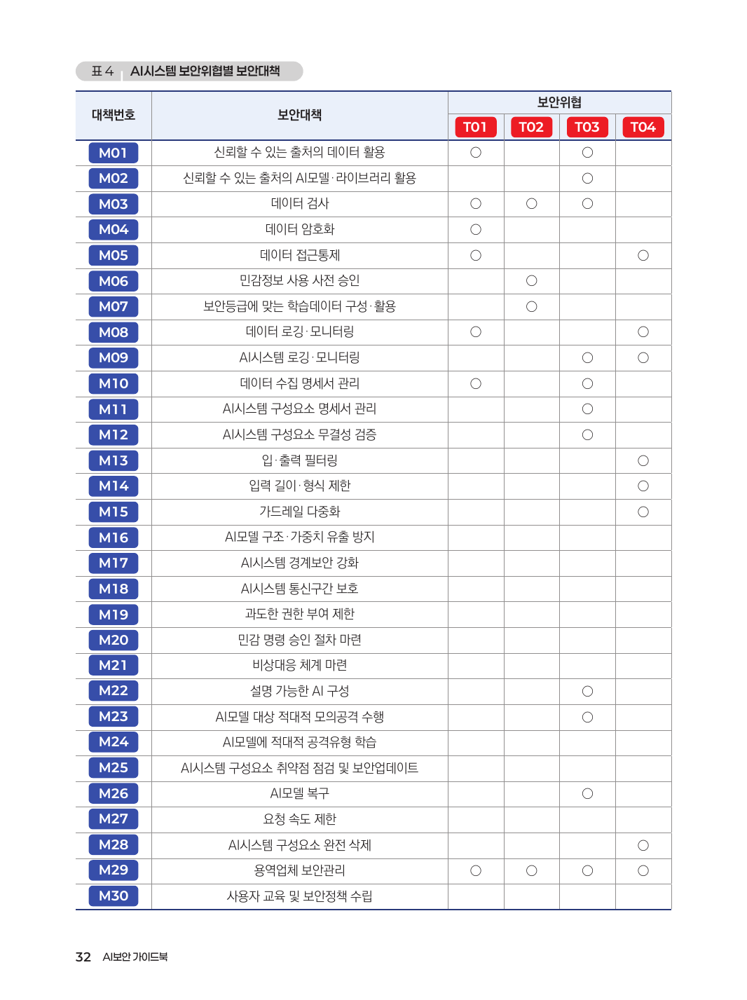 표 4 AI시스템 보안위협별 보안대책
대책번호 보안대책 보안위협
T01 T02 T03 T04
M01 신뢰할 수 있는 출처의 데이터 활용 ○ ○
M02 신뢰할 수 있는 출처의 AI모델·라이브러리 활용 ○
M03 데이터 검사 ○ ○ ○
M04 데이터 암호화 ○
M05 데이터 접근통제 ○ ○
M06 민감정보 사용 사전 승인 ○
M07 보안등급에 맞는 학습데이터 구성·활용 ○
M08 데이터 로깅·모니터링 ○ ○
M09 AI시스템 로깅·모니터링 ○ ○
M10 데이터 수집 명세서 관리 ○ ○
M11 AI시스템 구성요소 명세서 관리 ○
M12 AI시스템 구성요소 무결성 검증 ○
M13 입·출력 필터링 ○
M14 입력 길이·형식 제한 ○
M15 가드레일 다중화 ○
M16 AI모델 구조·가중치 유출 방지
M17 AI시스템 경계보안 강화
M18 AI시스템 통신구간 보호
M19 과도한 권한 부여 제한
M20 민감 명령 승인 절차 마련
M21 비상대응 체계 마련
M22 설명 가능한 AI 구성 ○
M23 AI모델 대상 적대적 모의공격 수행 ○
M24 AI모델에 적대적 공격유형 학습
M25 AI시스템 구성요소 취약점 점검 및 보안업데이트
M26 AI모델 복구 ○
M27 요청 속도 제한
M28 AI시스템 구성요소 완전 삭제 ○
M29 용역업체 보안관리 ○ ○ ○ ○
M30 사용자 교육 및 보안정책 수립
32 AI보안 가이드북